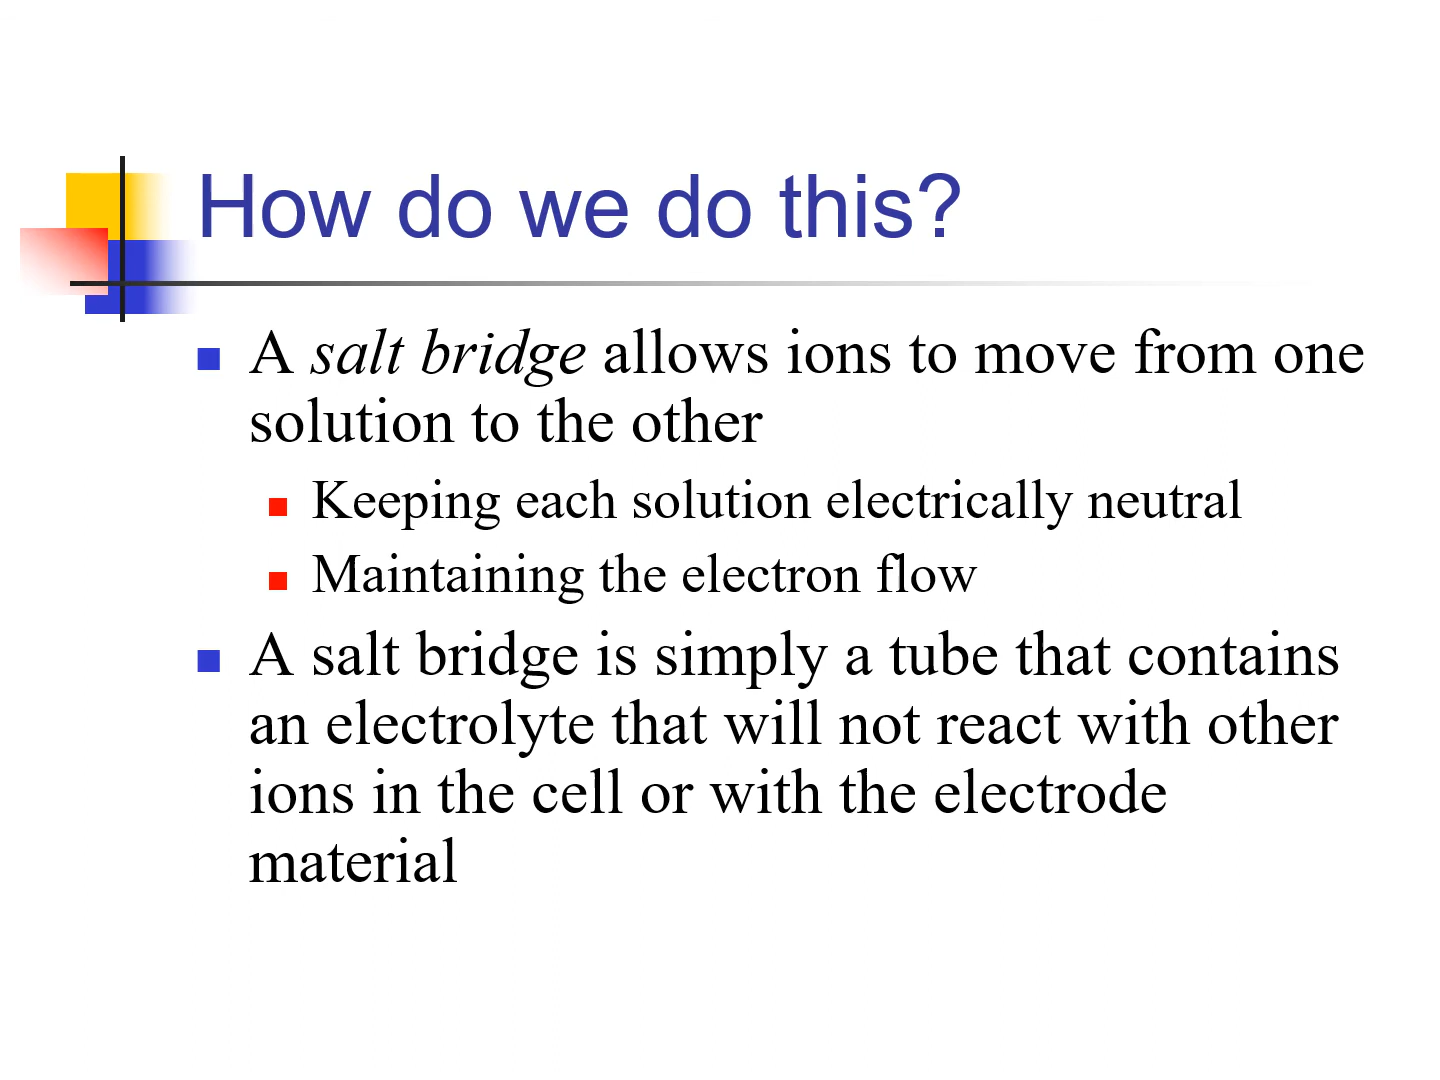 How do we do this?
A salt bridge allows ions to move from one
solution to the other
Keeping each solution electrically neutral
Maintaining the electron flow
A salt bridge is simply a tube that contains
an electrolyte that will not react with other
ions in the cell or with the electrode
material